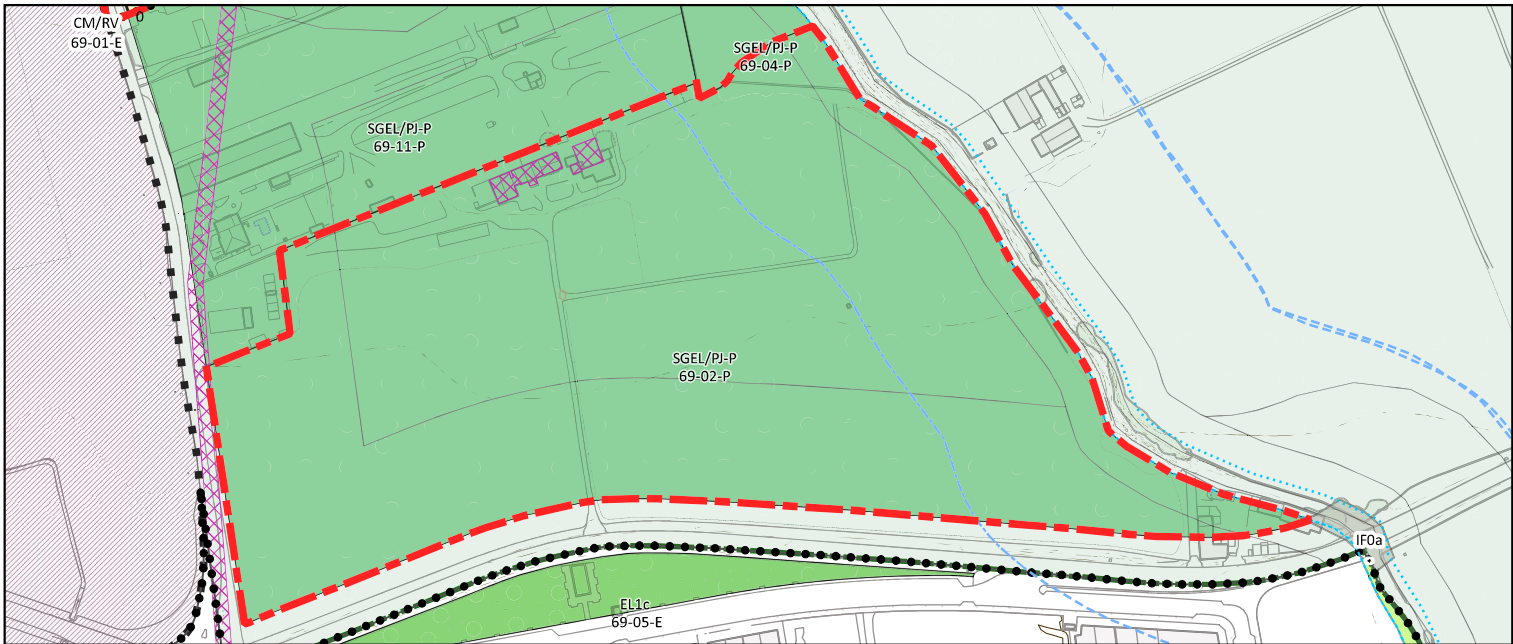 CM/RV
69-01-E
0
SGEL/PJ-P
69-04-P
SGEL/PJ-P
69-11-P
SGEL/PJ-P
69-02-P
IF0a
EL1c
69-05-E